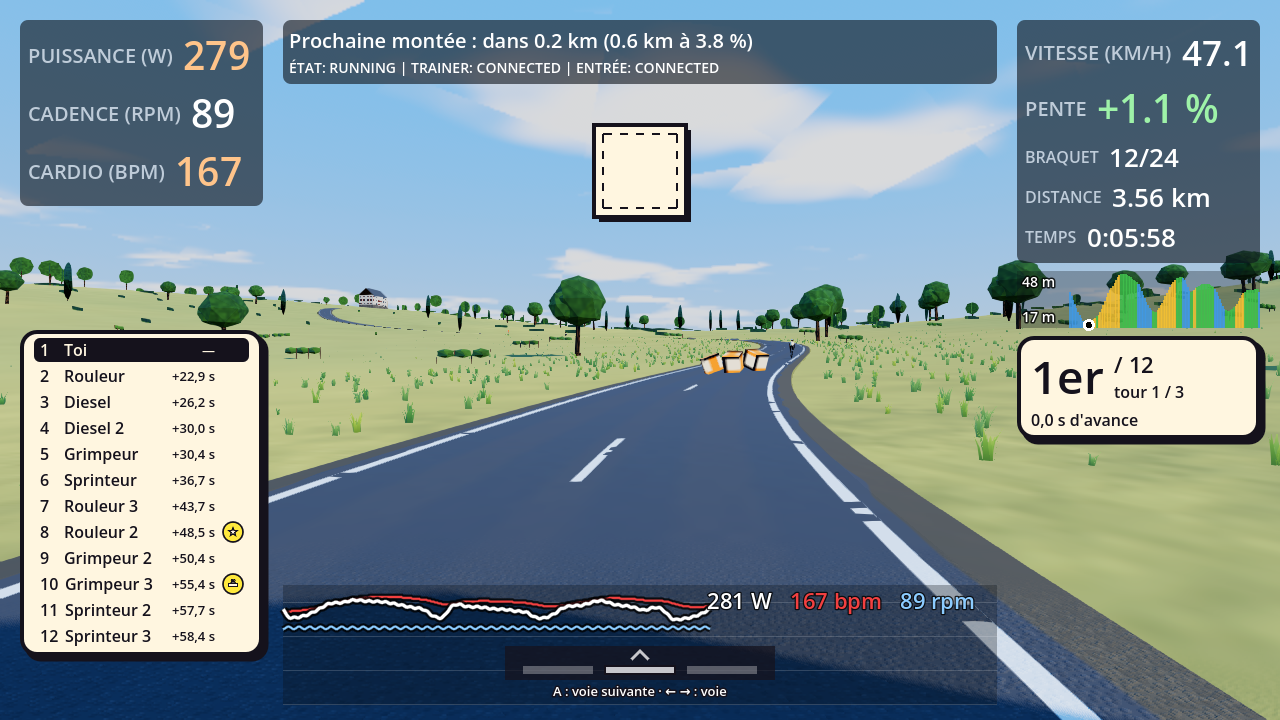 PUISSANCE (W) 279
CADENCE (RPM) 89
CARDIO (BPM) 167
Prochaine montée : dans 0.2 km (0.6 km à 3.8 %)
ÉTAT: RUNNING | TRAINER: CONNECTED | ENTRÉE: CONNECTED
VITESSE (KM/H) 47.1
PENTE +1.1 %
BRAQUET 12/24
DISTANCE 3.56 km
TEMPS 0:05:58
48 m
17 m
1er / 12
tour 1 / 3
0,0 s d'avance
1 Toi —
2 Rouleur +22,9 s
3 Diesel +26,2 s
4 Diesel 2 +30,0 s
5 Grimpeur +30,4 s
6 Sprinteur +36,7 s
7 Rouleur 3 +43,7 s
8 Rouleur 2 +48,5 s
9 Grimpeur 2 +50,4 s
10 Grimpeur 3 +55,4 s
11 Sprinteur 2 +57,7 s
12 Sprinteur 3 +58,4 s
281 W 167 bpm 89 rpm
A : voie suivante · ← → : voie